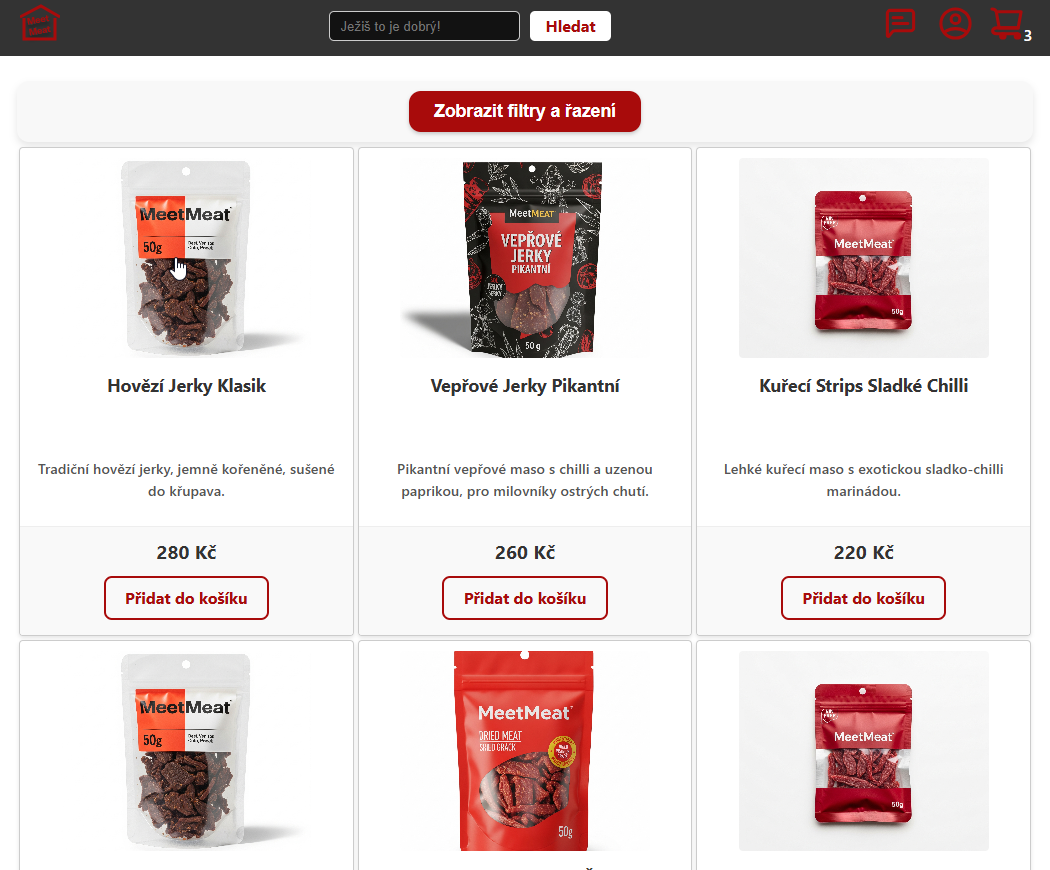 Meet
Meat
Ježiš to je dobrý!
Hledat
3
Zobrazit filtry a řazení
MeetMeat
50g
MeetMeat
VEPŘOVÉ
JERKY
PIKANTNÍ
50 g
MeetMeat
50g
Hovězí Jerky Klasik
Vepřové Jerky Pikantní
Kuřecí Strips Sladké Chilli
Tradiční hovězí jerky, jemně kořeněné, sušené
do křupava.
Pikantní vepřové maso s chilli a uzenou
paprikou, pro milovníky ostrých chutí.
Lehké kuřecí maso s exotickou sladko-chilli
marinádou.
280 Kč
260 Kč
220 Kč
Přidat do košíku
Přidat do košíku
Přidat do košíku
MeetMeat
50g
MeetMeat
DRIED MEAT
SRIED GRACK
50g
MeetMeat
50g